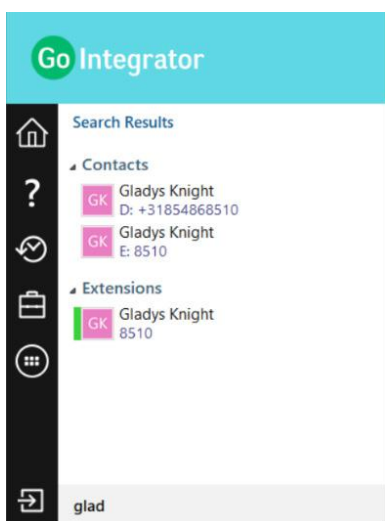 Go Integrator
Search Results
Contacts
GK Gladys Knight
D: +31854868510
GK Gladys Knight
E: 8510
Extensions
GK Gladys Knight
8510
?
glad